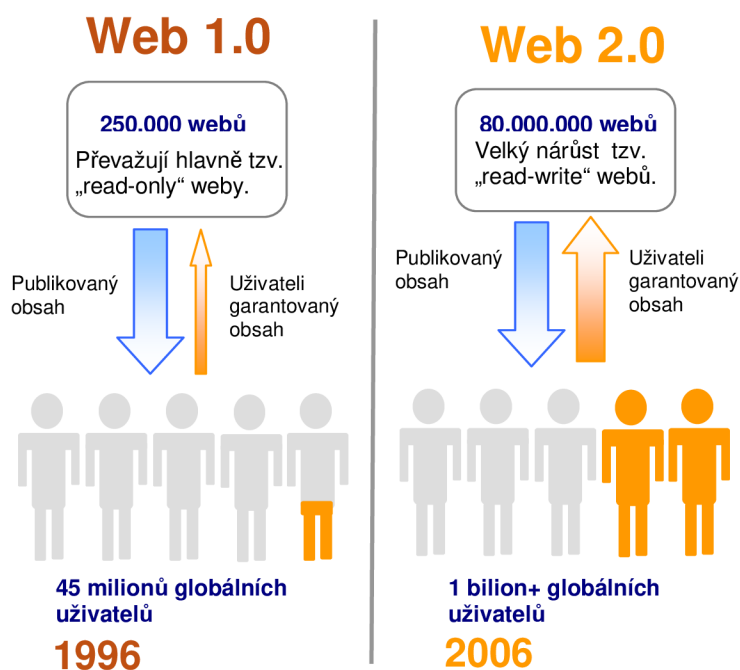 Web 1.0
250.000 webů
Převažují hlavně tzv.
„read-only“ weby.
Publikovaný
obsah
Uživateli
garantovaný
obsah
45 milionů globálních
uživatelů
1996
Web 2.0
80.000.000 webů
Velký nárůst tzv.
„read-write“ webů.
Publikovaný
obsah
Uživateli
garantovaný
obsah
1 bilion+ globálních
uživatelů
2006